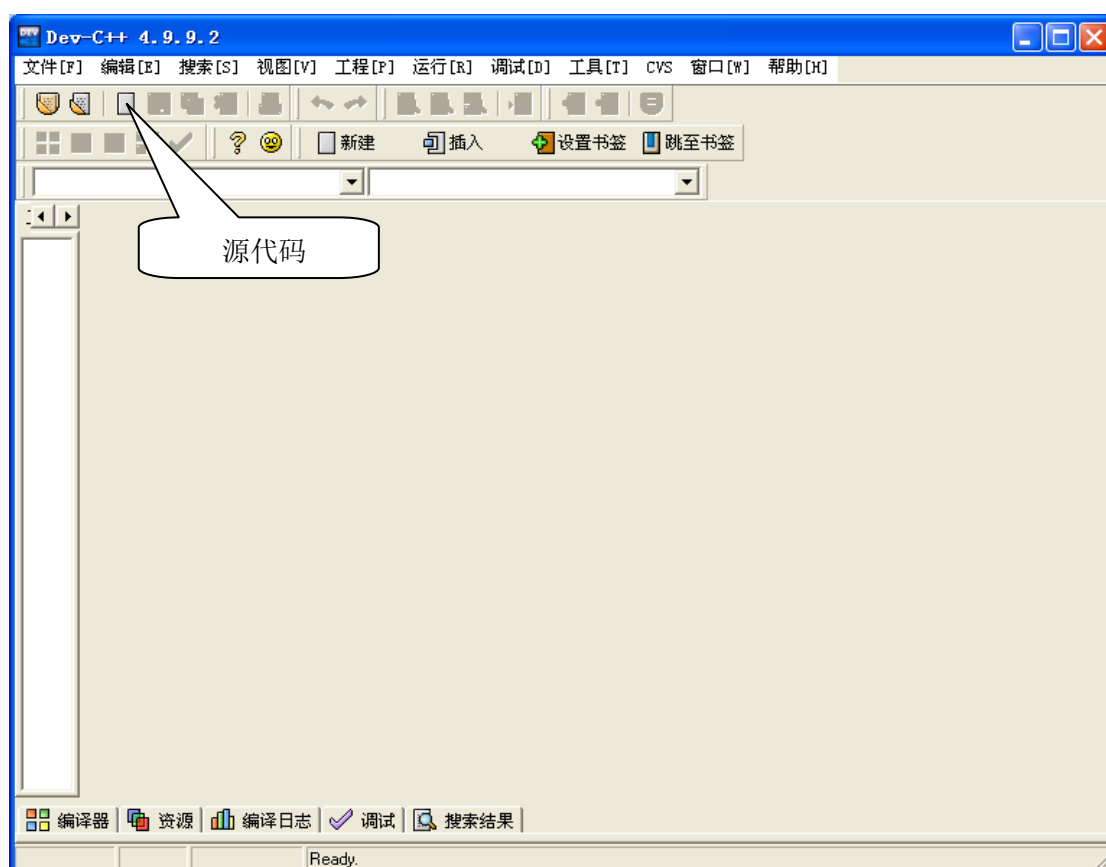 Dev-C++ 4.9.9.2
文件[F] 编辑[E] 搜索[S] 视图[V] 工程[P] 运行[R] 调试[D] 工具[T] CVS 窗口[W] 帮助[H]
新建 插入 设置书签 跳至书签
源代码
编译器 资源 编译日志 调试 搜索结果
Ready.